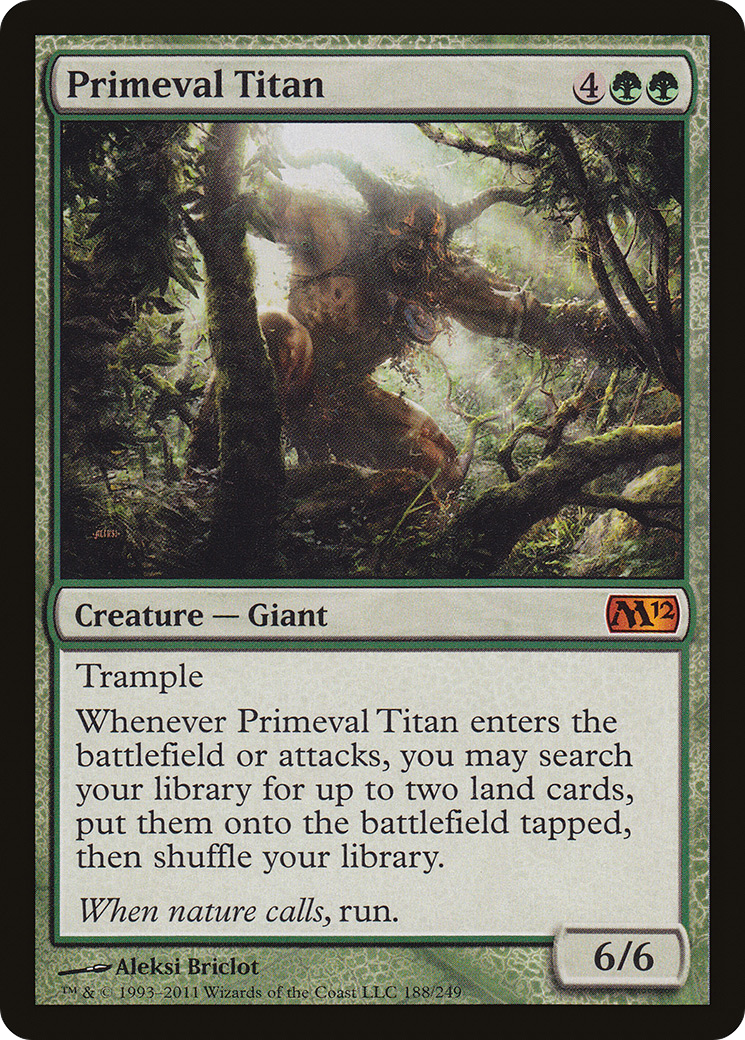 Primeval Titan 4
Creature — Giant M12
Trample
Whenever Primeval Titan enters the
battlefield or attacks, you may search
your library for up to two land cards,
put them onto the battlefield tapped,
then shuffle your library.
When nature calls, run.
6/6
Aleksi Briclot
™ & © 1993–2011 Wizards of the Coast LLC 188/249